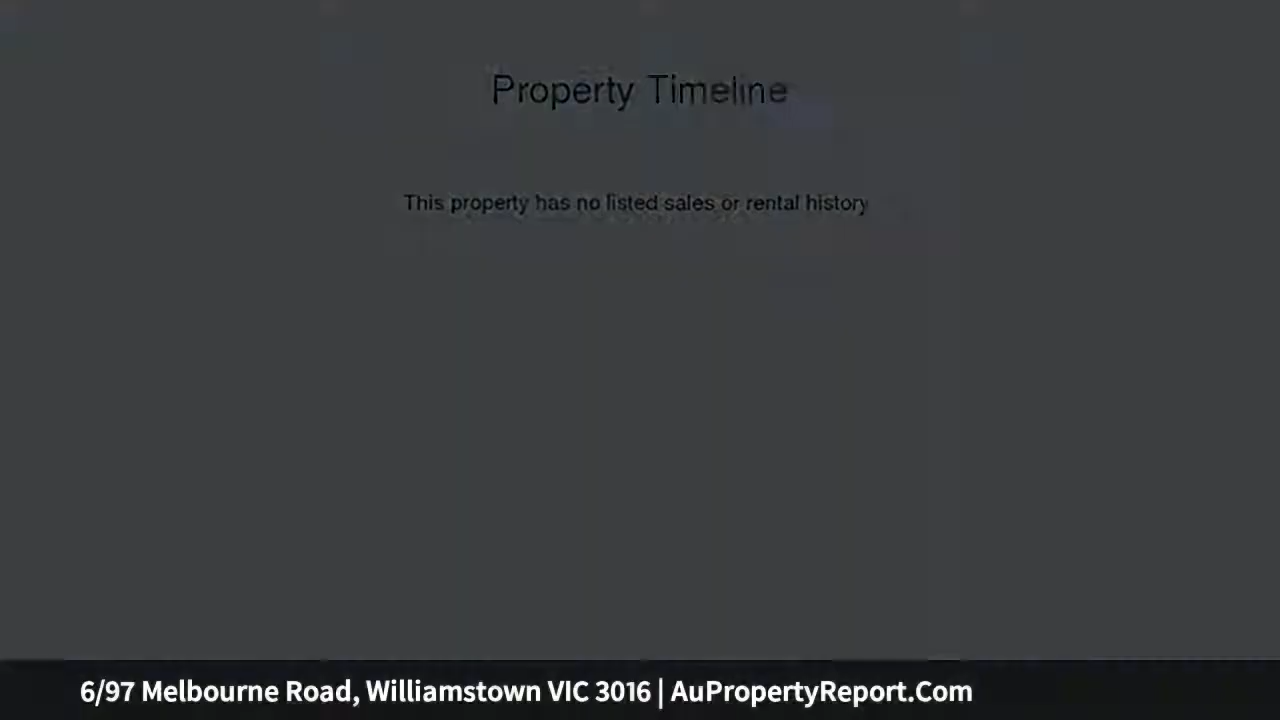 Property Timeline
This property has no listed sales or rental history
6/97 Melbourne Road, Williamstown VIC 3016 | AuPropertyReport.Com